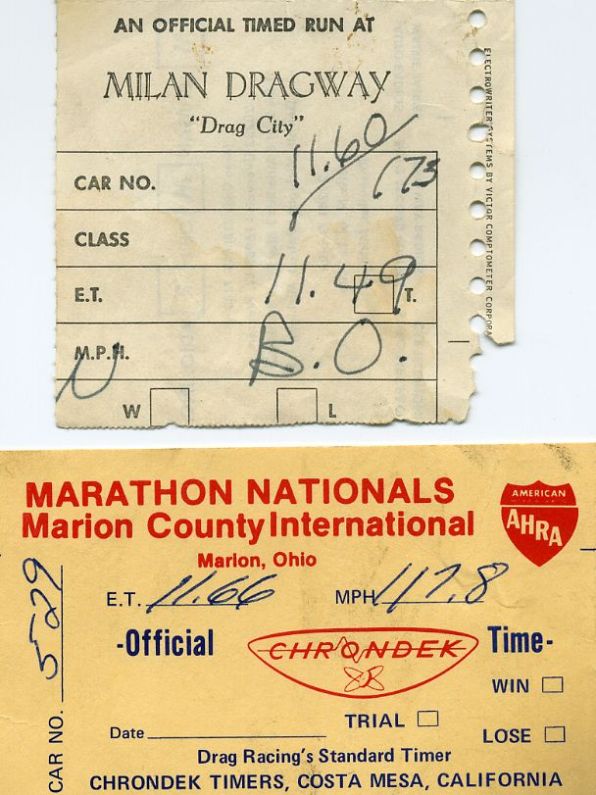 AN OFFICIAL TIMED RUN AT
MILAN DRAGWAY
"Drag City"
11.60
CAR NO. 173
CLASS
E.T. 11.49 T.
M.P.H. B.O.
W L
ELECTROWRITER SYSTEMS BY VICTOR COMPTOMETER CORPORA
MARATHON NATIONALS
Marion County International
Marion, Ohio
AMERICAN
AHRA
E.T. 11.66 MPH 117.8
-Official CHRONDEK Time-
WIN
TRIAL
LOSE
Date
Drag Racing's Standard Timer
CHRONDEK TIMERS, COSTA MESA, CALIFORNIA
CAR NO. 5229